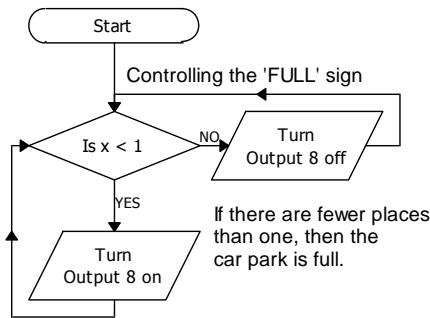 Start
Controlling the 'FULL' sign
Is x < 1
NO
Turn
Output 8 off
YES
If there are fewer places
than one, then the
car park is full.
Turn
Output 8 on